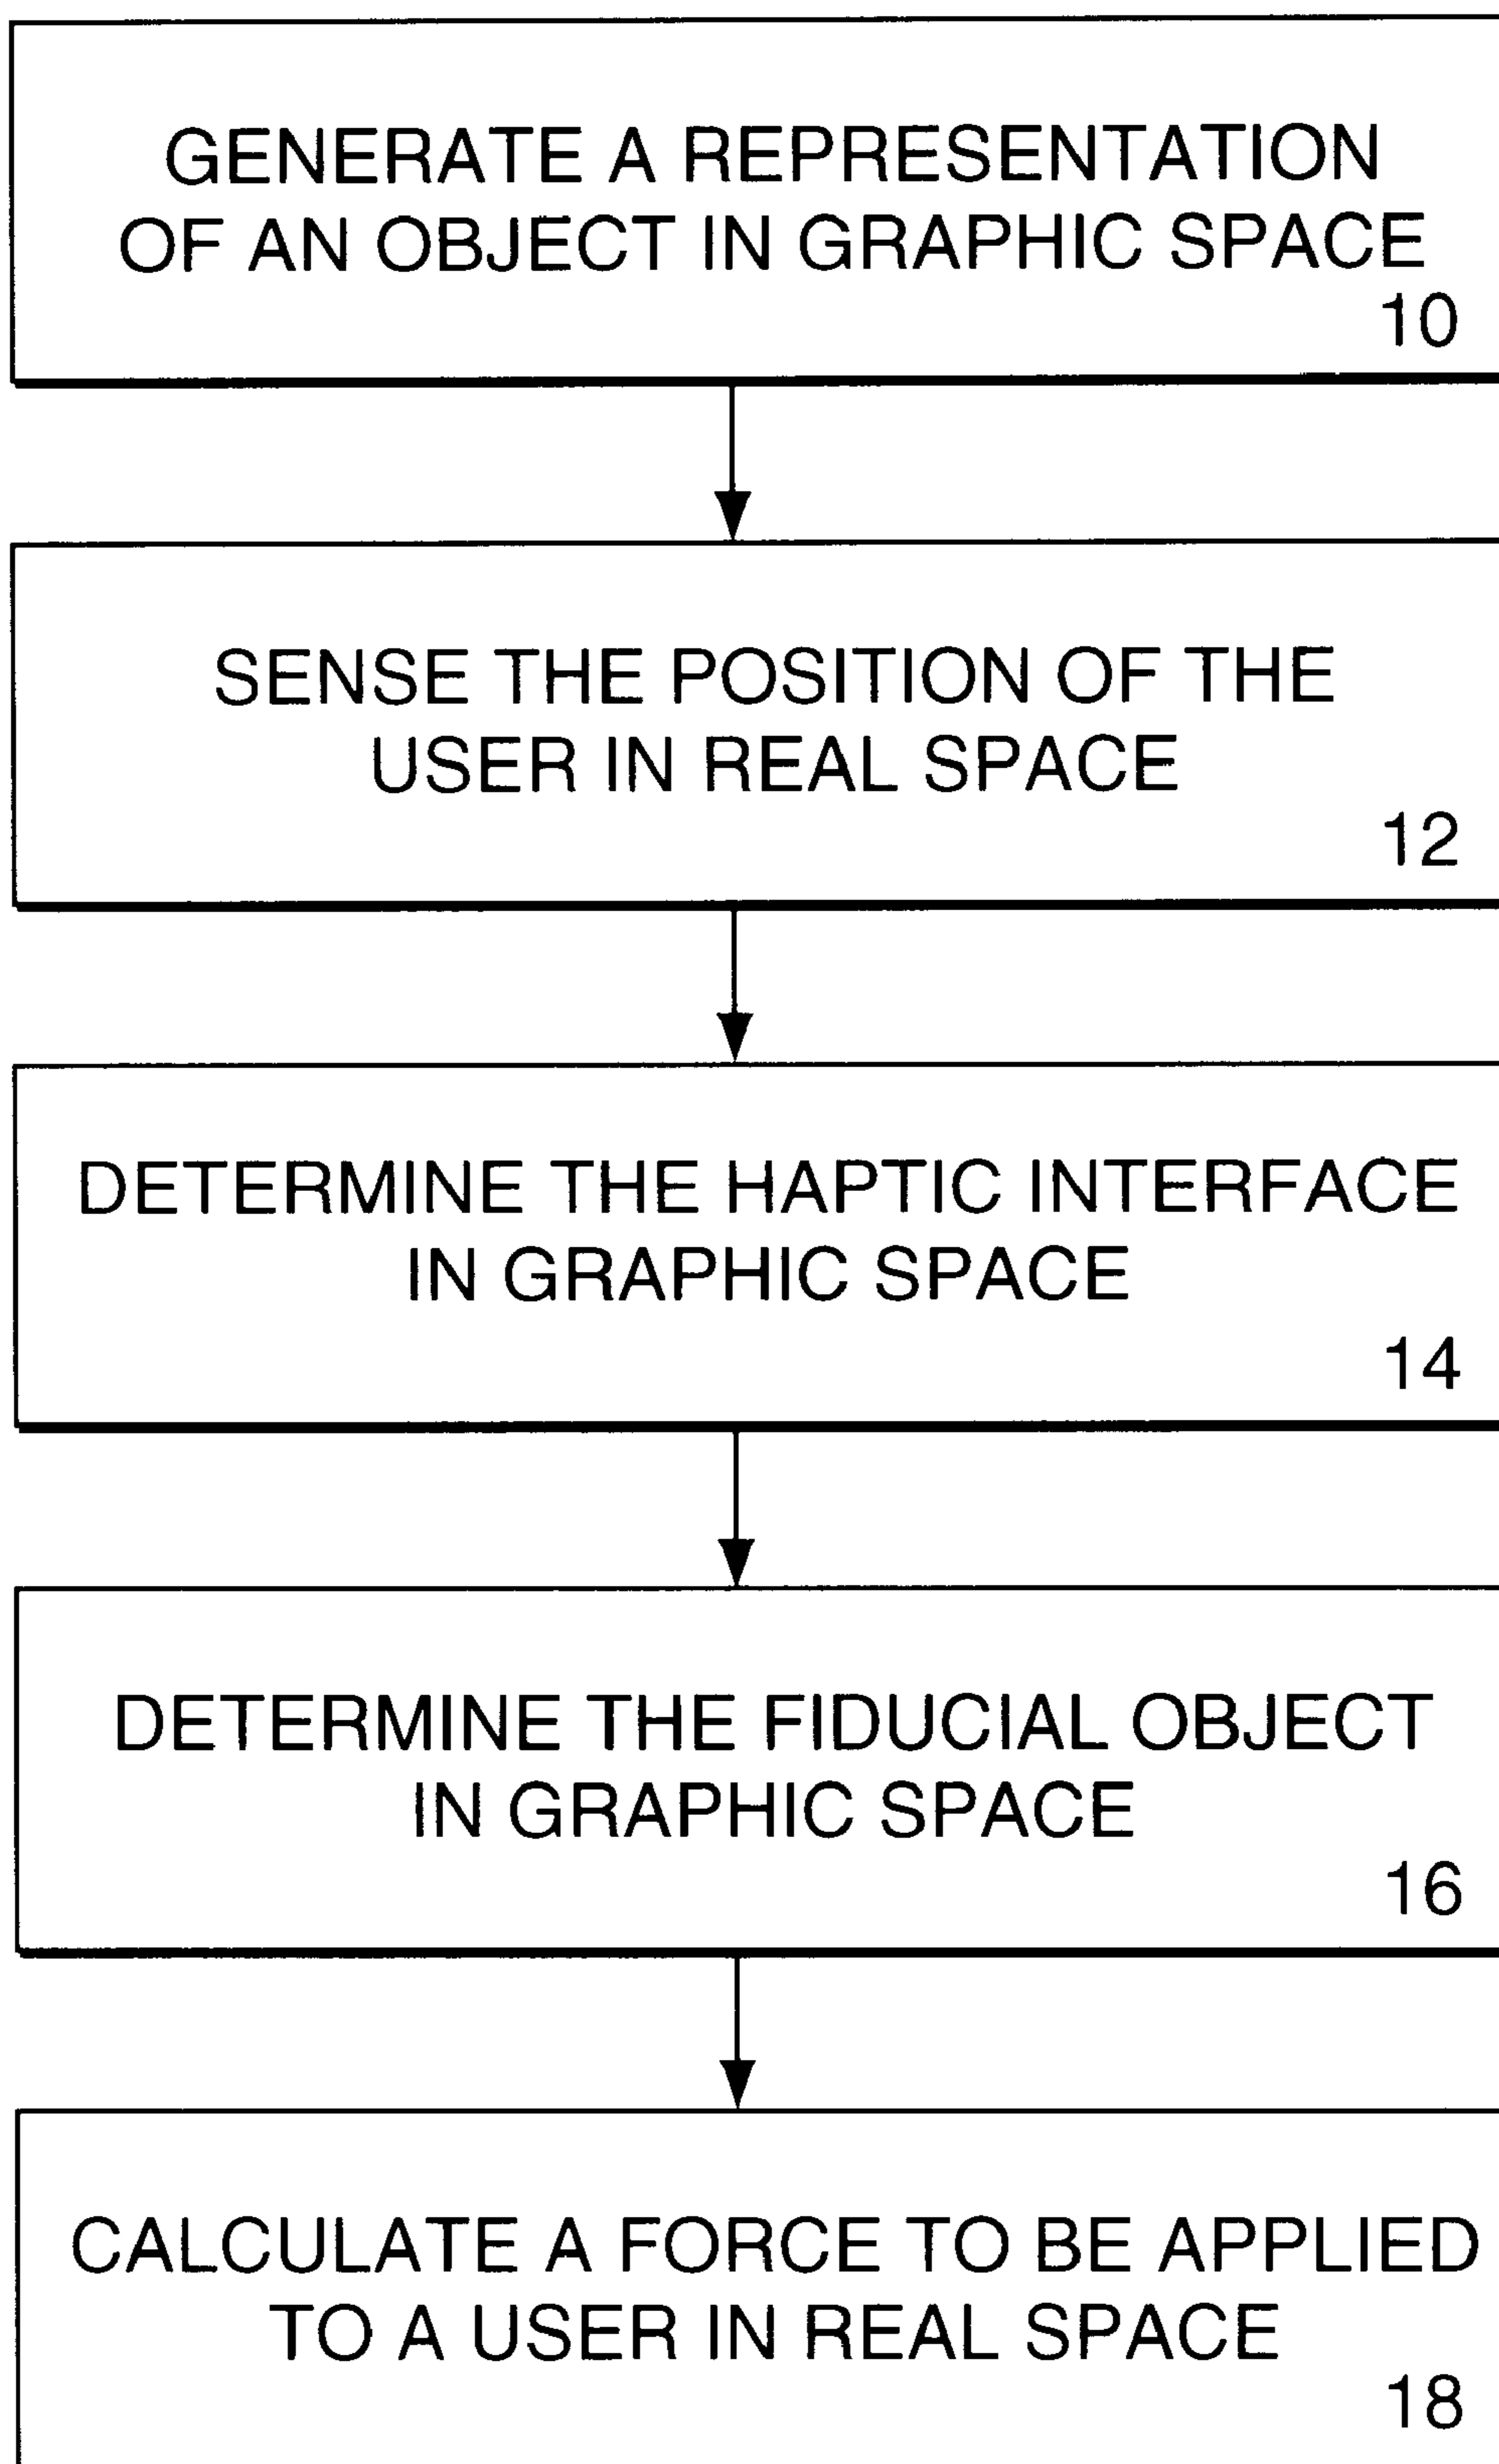 GENERATE A REPRESENTATION
OF AN OBJECT IN GRAPHIC SPACE
10
SENSE THE POSITION OF THE
USER IN REAL SPACE
12
DETERMINE THE HAPTIC INTERFACE
IN GRAPHIC SPACE
14
DETERMINE THE FIDUCIAL OBJECT
IN GRAPHIC SPACE
16
CALCULATE A FORCE TO BE APPLIED
TO A USER IN REAL SPACE
18